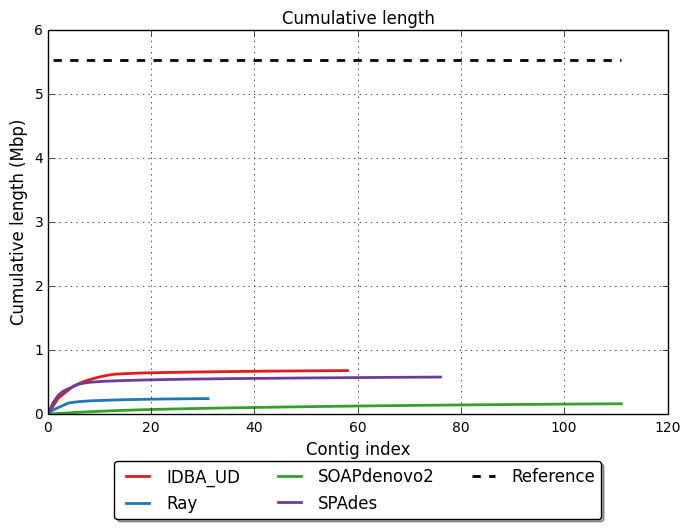 Cumulative length
6
5
4
3
2
1
0
Cumulative length (Mbp)
0 20 40 60 80 100 120
Contig index
IDBA_UD SOAPdenovo2 Reference
Ray SPAdes